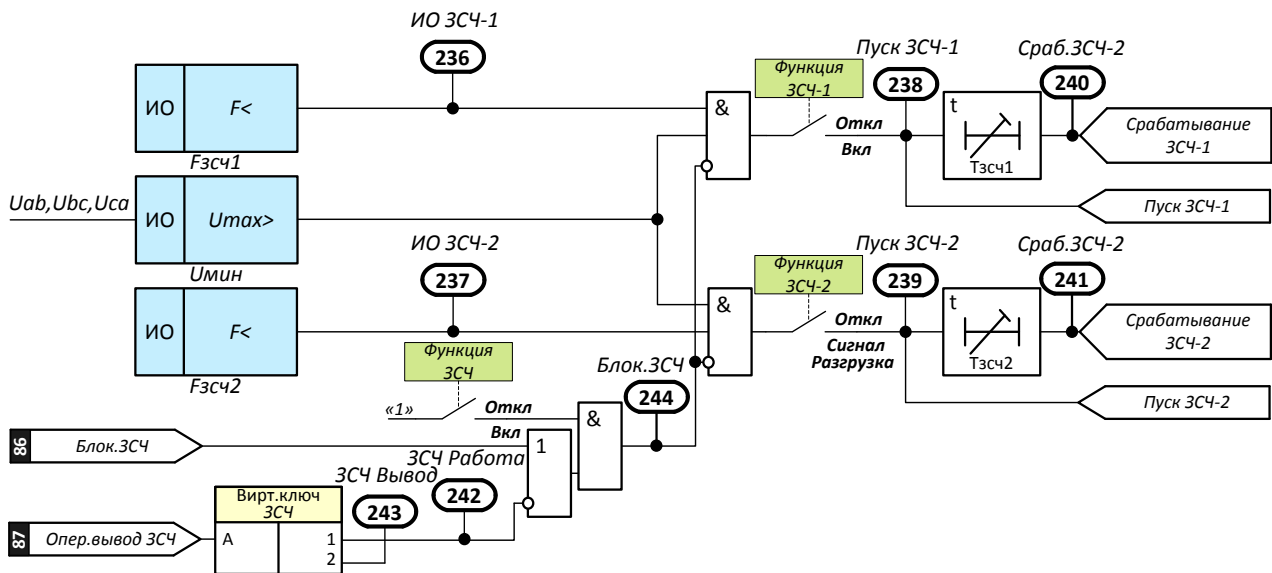 ИО ЗСЧ-1
236
ИО
F<
Fзсч1
Функция
ЗСЧ-1
Пуск ЗСЧ-1
238
Сраб.ЗСЧ-2
240
&
Откл
Вкл
t
Тзсч1
Срабатывание
ЗСЧ-1
Пуск ЗСЧ-1
Uab,Ubc,Uca
ИО
Umax>
Uмин
ИО ЗСЧ-2
237
ИО
F<
Fзсч2
Функция
ЗСЧ-2
Пуск ЗСЧ-2
239
Сраб.ЗСЧ-2
241
&
Откл
Сигнал
Разгрузка
t
Тзсч2
Срабатывание
ЗСЧ-2
Пуск ЗСЧ-2
Функция
ЗСЧ
«1»
Откл
Вкл
&
Блок.ЗСЧ
244
86
Блок.ЗСЧ
1
ЗСЧ Работа
242
ЗСЧ Вывод
243
Вирт.ключ
ЗСЧ
87
Опер.вывод ЗСЧ
A
1
2